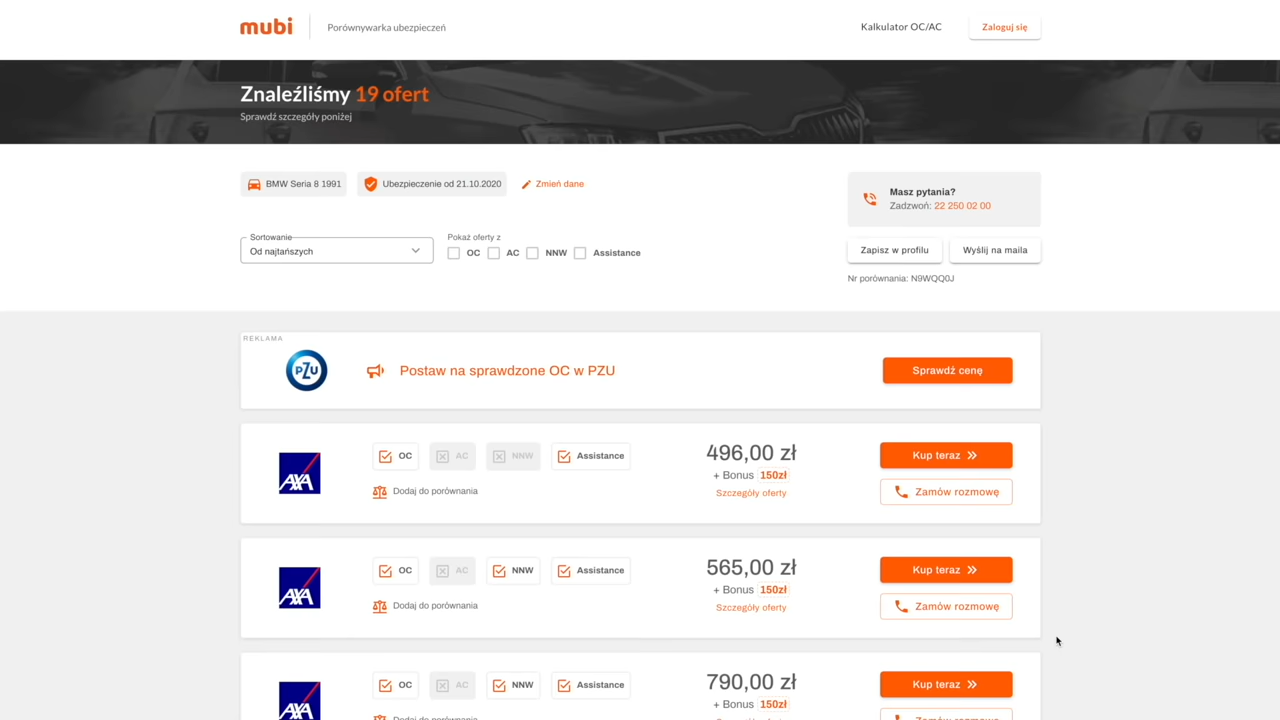 mubi
Porównywarka ubezpieczeń
Kalkulator OC/AC
Zaloguj się
Znaleźliśmy 19 ofert
Sprawdź szczegóły poniżej
BMW Seria 8 1991
Ubezpieczenie od 21.10.2020
Zmień dane
Masz pytania?
Zadzwoń: 22 250 02 00
Sortowanie
Od najtańszych
Pokaż oferty z
OC AC NNW Assistance
Zapisz w profilu
Wyślij na maila
Nr porównania: N9WQQ0J
REKLAMA
PZU
Postaw na sprawdzone OC w PZU
Sprawdź cenę
AXA
OC AC NNW Assistance
Dodaj do porównania
496,00 zł
+ Bonus 150zł
Szczegóły oferty
Kup teraz
Zamów rozmowę
AXA
OC AC NNW Assistance
Dodaj do porównania
565,00 zł
+ Bonus 150zł
Szczegóły oferty
Kup teraz
Zamów rozmowę
AXA
OC AC NNW Assistance
Dodaj do porównania
790,00 zł
+ Bonus 150zł
Kup teraz
Zamów rozmowę